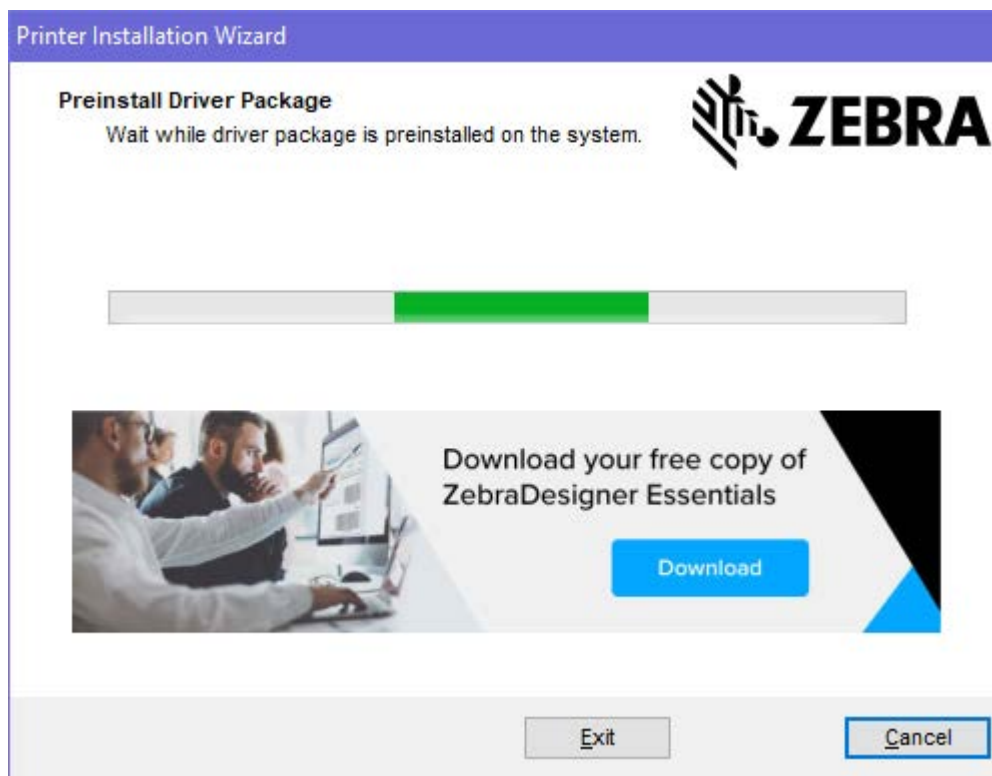 Printer Installation Wizard
Preinstall Driver Package
Wait while driver package is preinstalled on the system.
ZEBRA
Download your free copy of
ZebraDesigner Essentials
Download
Exit
Cancel